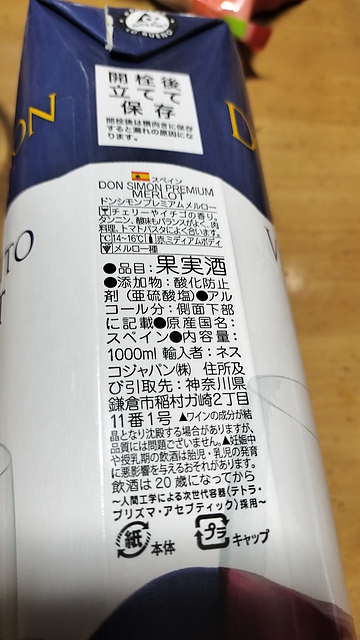 開栓後
立てて
保存
開栓後は横向きに保存
すると漏れの原因にな
ります。
ON
D
スペイン
DON SIMON PREMIUM
MERLOT
ドンシモンプレミアムメルロー
チェリーやイチゴの香り。
タンニン、酸味もバランスがよく、肉
料理、トマトパスタによく合います。
14~16℃ 赤ミディアムボディ
メルロー種
TO
T
V
●品目:果実酒
●添加物:酸化防止
剤(亜硫酸塩)●アル
コール分:側面下部
に記載●原産国名:
スペイン●内容量:
1000ml 輸入者:ネス
コジャパン(株) 住所及
び引取先:神奈川県
鎌倉市稲村ガ崎2丁目
11番1号 ▲ワインの成分が結
晶となり沈殿する場合がありますが、
品質には問題ございません。▲妊娠中
や授乳期の飲酒は胎児・乳児の発育
に悪影響を与えるおそれがあります。
飲酒は20歳になってから
~人間工学による次世代容器(テトラ・
プリズマ・アセプティック)採用~
紙 本体
プラ キャップ